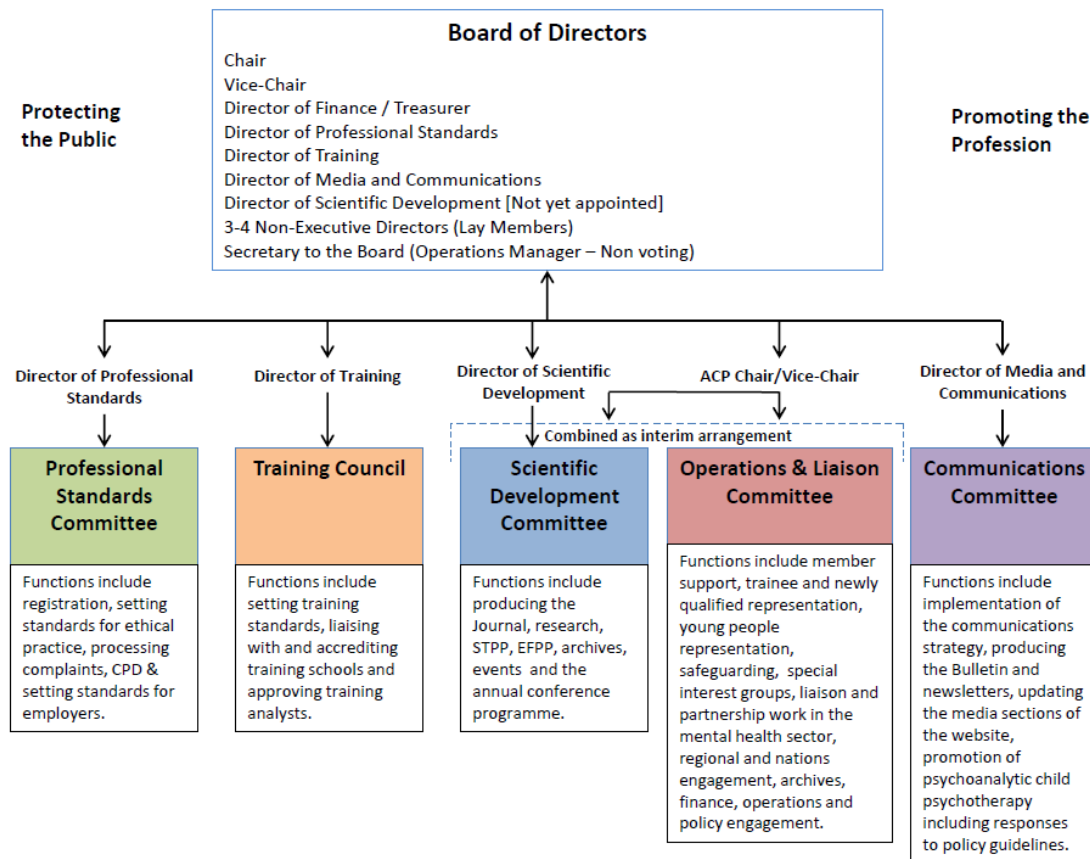 Board of Directors
Chair
Vice-Chair
Director of Finance / Treasurer
Director of Professional Standards
Director of Training
Director of Media and Communications
Director of Scientific Development [Not yet appointed]
3-4 Non-Executive Directors (Lay Members)
Secretary to the Board (Operations Manager – Non voting)
Protecting
the Public
Promoting the
Profession
Director of Professional
Standards
Director of Training
Director of Scientific
Development
ACP Chair/Vice-Chair
Director of Media and
Communications
Combined as interim arrangement
Professional
Standards
Committee
Functions include
registration, setting
standards for ethical
practice, processing
complaints, CPD &
setting standards for
employers.
Training Council
Functions include
setting training
standards, liaising
with and accrediting
training schools and
approving training
analysts.
Scientific
Development
Committee
Functions include
producing the
Journal, research,
STPP, EFPP, archives,
events and the
annual conference
programme.
Operations & Liaison
Committee
Functions include member
support, trainee and newly
qualified representation,
young people
representation,
safeguarding, special
interest groups, liaison and
partnership work in the
mental health sector,
regional and nations
engagement, archives,
finance, operations and
policy engagement.
Communications
Committee
Functions include
implementation of
the communications
strategy, producing
the Bulletin and
newsletters, updating
the media sections of
the website,
promotion of
psychoanalytic child
psychotherapy
including responses
to policy guidelines.